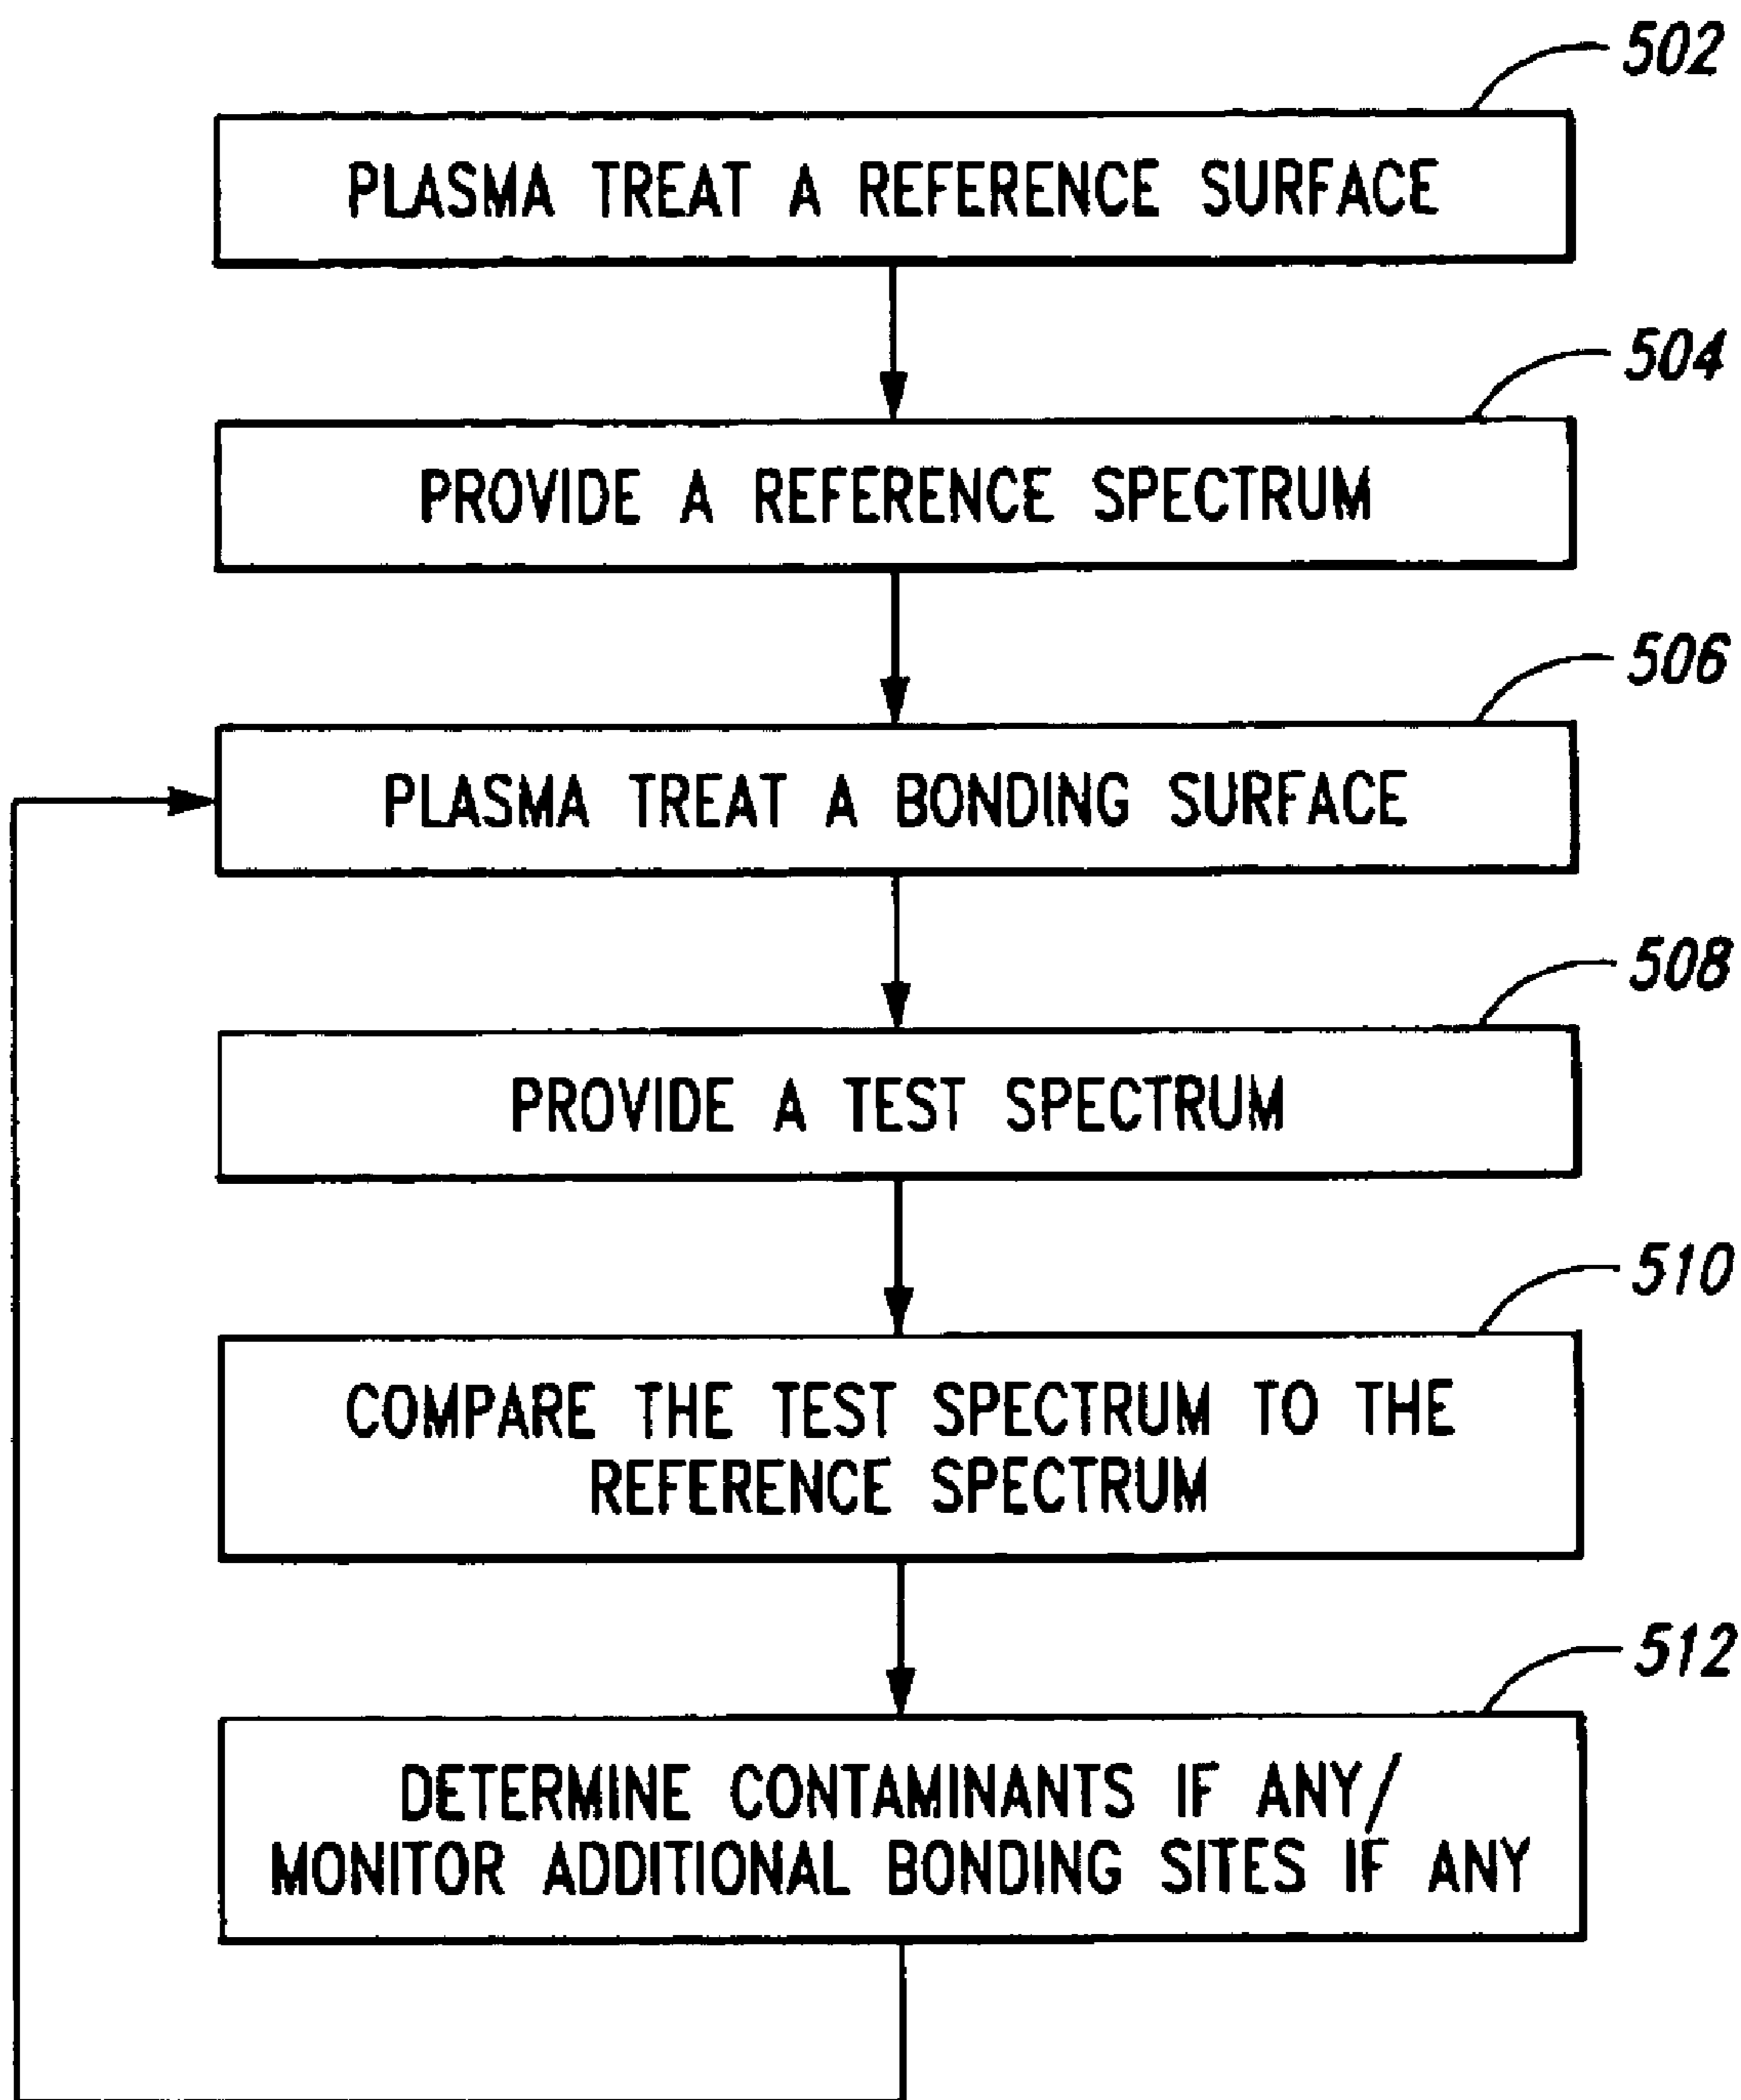 502
PLASMA TREAT A REFERENCE SURFACE
504
PROVIDE A REFERENCE SPECTRUM
506
PLASMA TREAT A BONDING SURFACE
508
PROVIDE A TEST SPECTRUM
510
COMPARE THE TEST SPECTRUM TO THE
REFERENCE SPECTRUM
512
DETERMINE CONTAMINANTS IF ANY/
MONITOR ADDITIONAL BONDING SITES IF ANY